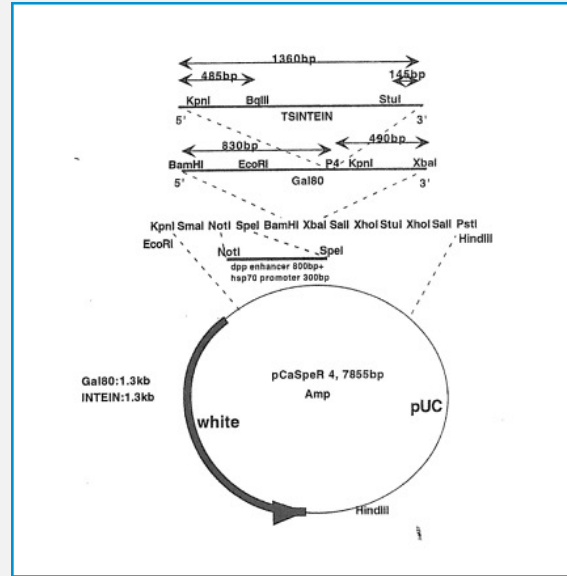 1360bp
485bp 145bp
KpnI BqlII StuI
5' TSINTEIN 3'
830bp 490bp
BamHI EcoRI P4 KpnI XbaI
5' Gal80 3'
KpnI SmaI NotI SpeI BamHI XbaI SalI XhoI StuI XhoI SalI PstI
EcoRI HindIII
NotI SpeI
dpp enhancer 800bp+
hsp70 promoter 300bp
pCaSpeR 4, 7855bp
Gal80:1.3kb
INTEIN:1.3kb
Amp
white
pUC
HindIII